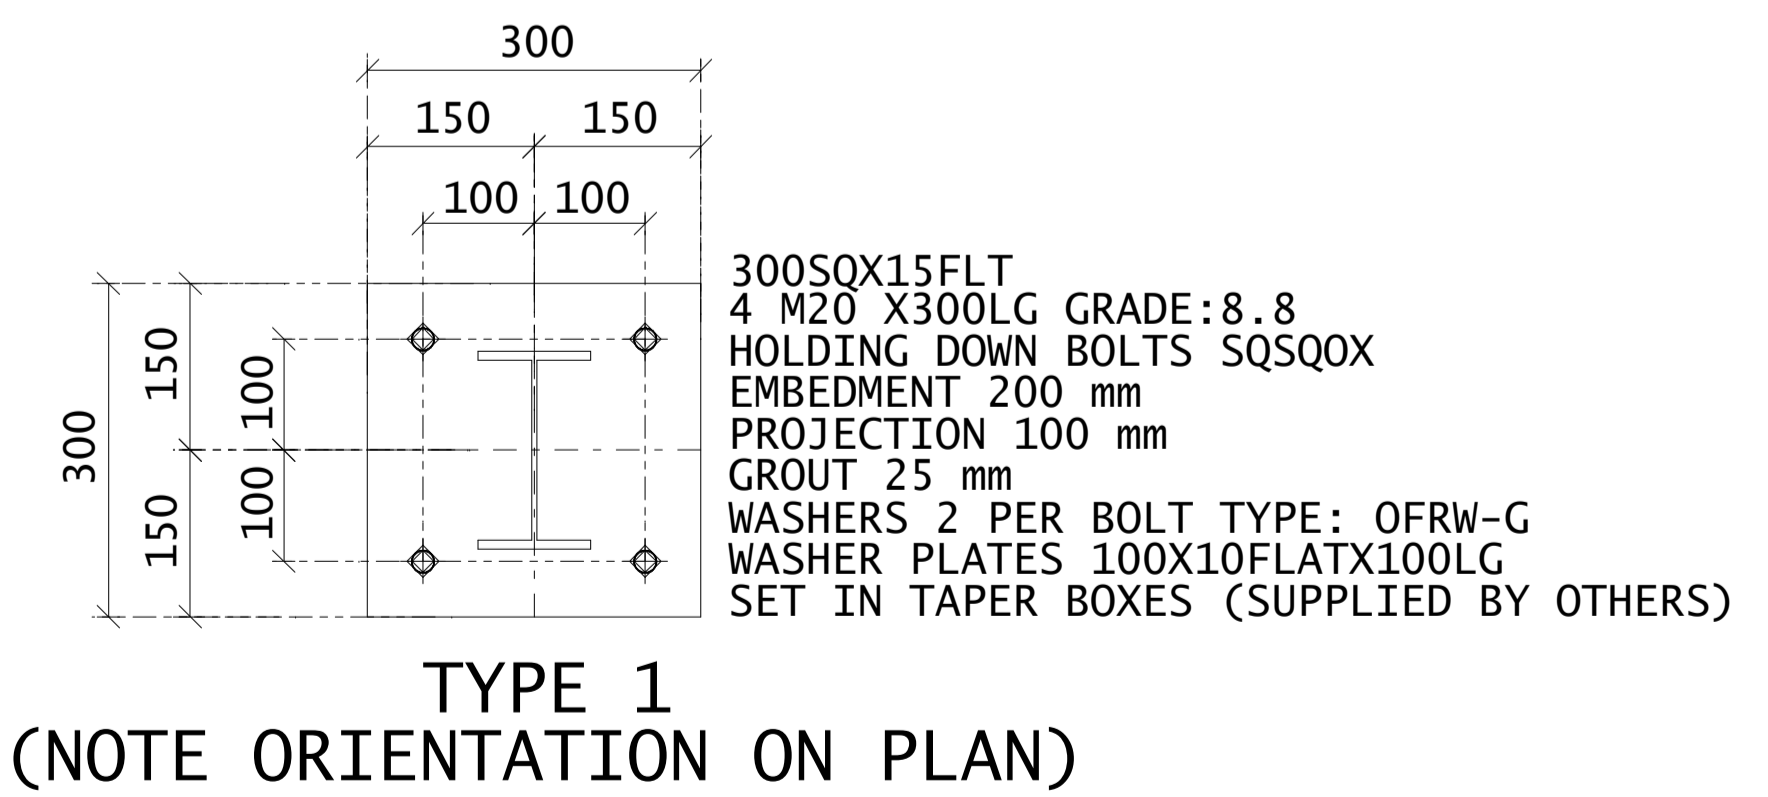 300
150 150
100 100
300
150
150
100
100
300SQX15FLT
4 M20 X300LG GRADE:8.8
HOLDING DOWN BOLTS SQSQOX
EMBEDMENT 200 mm
PROJECTION 100 mm
GROUT 25 mm
WASHERS 2 PER BOLT TYPE: OFRW-G
WASHER PLATES 100X10FLATX100LG
SET IN TAPER BOXES (SUPPLIED BY OTHERS)
TYPE 1
(NOTE ORIENTATION ON PLAN)